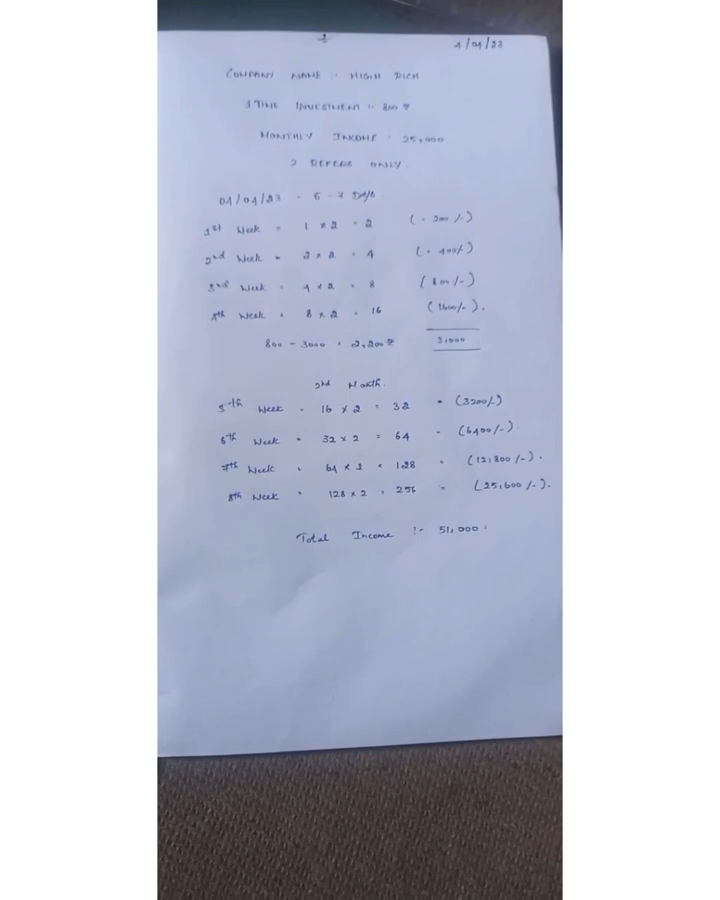 1/04/23
COMPANY NAME :- HIGH RICH
1 TIME INVESTMENT :- 800 ₹
MONTHLY INCOME - 25,000
2 REFERS ONLY.
01/04/23 - 5 - 7
1st Week = 1 x 2 = 2 (= 200 /-)
2nd Week = 2 x 2 = 4 (= 400/-)
3rd Week = 4 x 2 = 8 (800/-)
4th Week = 8 x 2 = 16 (1600/-).
800 - 3000 = 2,200 ₹ 3,000
2nd Month.
5th Week = 16 x 2 = 32 = (3200/-)
6th Week = 32 x 2 = 64 = (6400/-)
7th Week = 64 x 2 = 128 = (12,800/-).
8th Week = 128 x 2 = 256 = (25,600/-).
Total Income :- 51,000